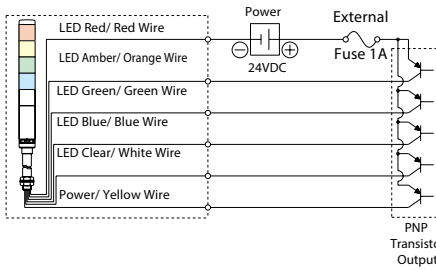 Power
External
Fuse 1A
24VDC
LED Red/ Red Wire
LED Amber/ Orange Wire
LED Green/ Green Wire
LED Blue/ Blue Wire
LED Clear/ White Wire
Power/ Yellow Wire
PNP
Transisto
Output